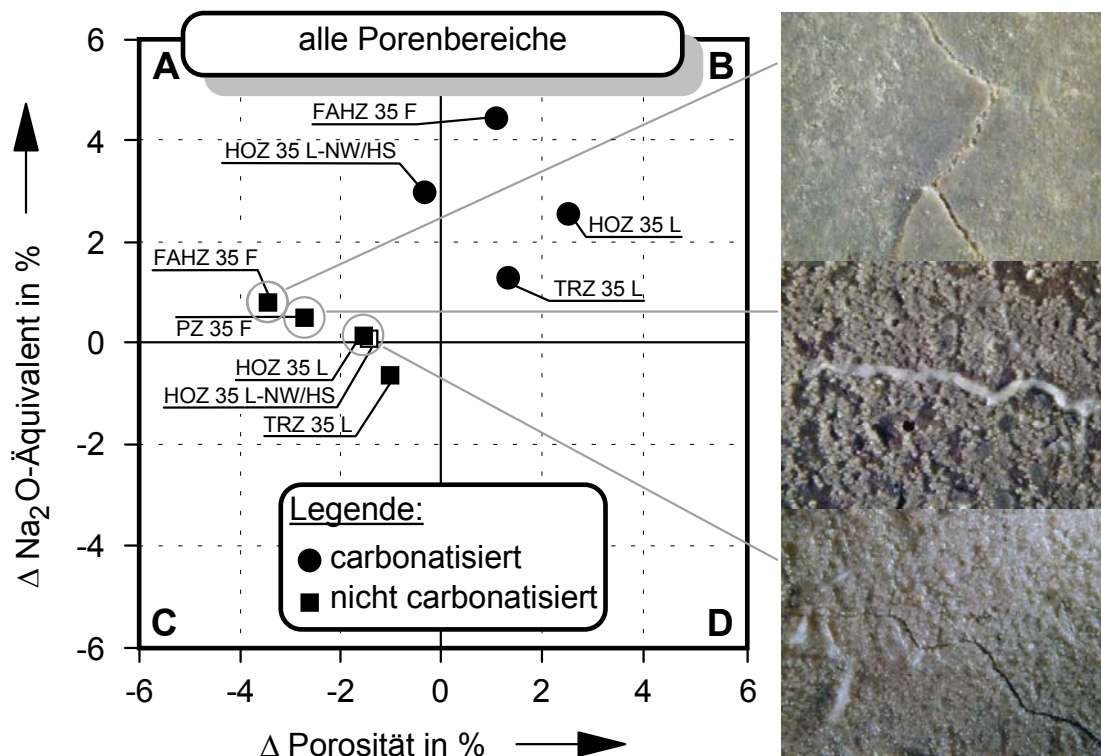 alle Porenbereiche
A
B
FAHZ 35 F
HOZ 35 L-NW/HS
HOZ 35 L
TRZ 35 L
FAHZ 35 F
PZ 35 F
HOZ 35 L
HOZ 35 L-NW/HS
TRZ 35 L
Legende:
carbonatisiert
nicht carbonatisiert
C
D
6
4
2
0
-2
-4
-6
-6
-4
-2
0
2
4
6
Δ Na₂O-Äquivalent in %
Δ Porosität in %